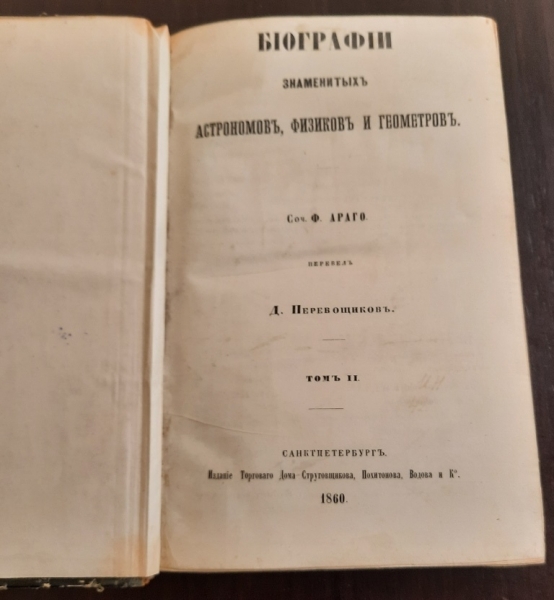 БІОГРАФІИ
ЗНАМЕНИТЫХЪ
АСТРОНОМОВЪ, ФИЗИКОВЪ И ГЕОМЕТРОВЪ.
Соч. Ф. АРАГО.
ПЕРЕВЕЛЪ
Д. Перевощиковъ.
ТОМЪ II.
САНКТПЕТЕРБУРГЪ.
Изданіе Торговаго Дома Струговщикова, Похитонова, Водова и Ко.
1860.